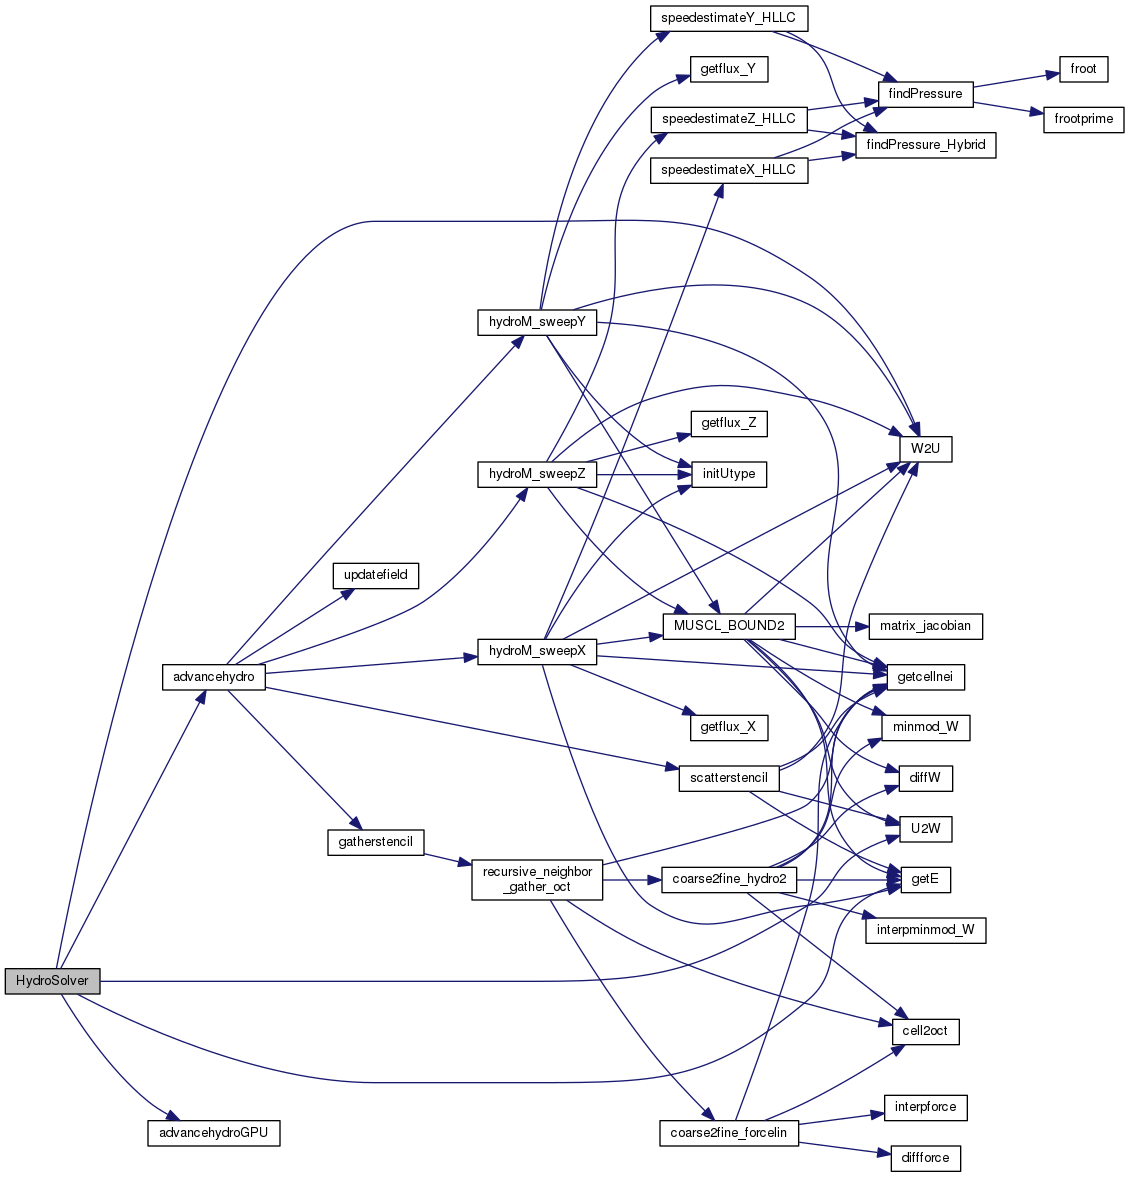 speedestimateY_HLLC
getflux_Y
froot
findPressure
speedestimateZ_HLLC
frootprime
findPressure_Hybrid
speedestimateX_HLLC
hydroM_sweepY
getflux_Z
W2U
hydroM_sweepZ
initUtype
updatefield
MUSCL_BOUND2
matrix_jacobian
hydroM_sweepX
advancehydro
getcellnei
getflux_X
minmod_W
scatterstencil
diffW
U2W
gatherstencil
recursive_neighbor
_gather_oct
coarse2fine_hydro2
getE
interpminmod_W
HydroSolver
cell2oct
interpforce
advancehydroGPU
coarse2fine_forcelin
diffforce